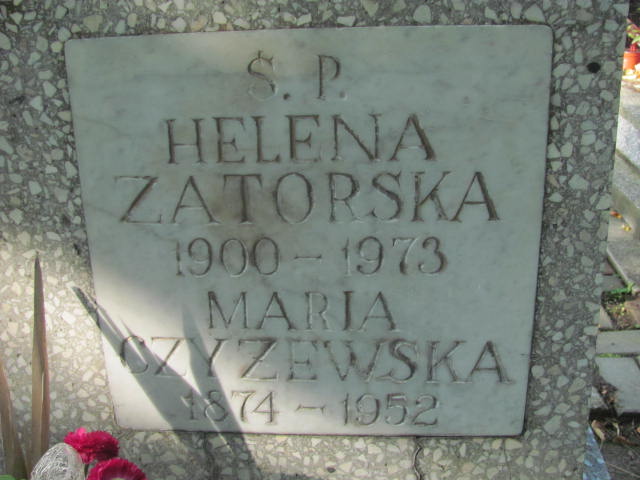 Ś. P.
HELENA
ZATORSKA
1900 – 1973
MARIA
CZYŻEWSKA
1874 – 1952